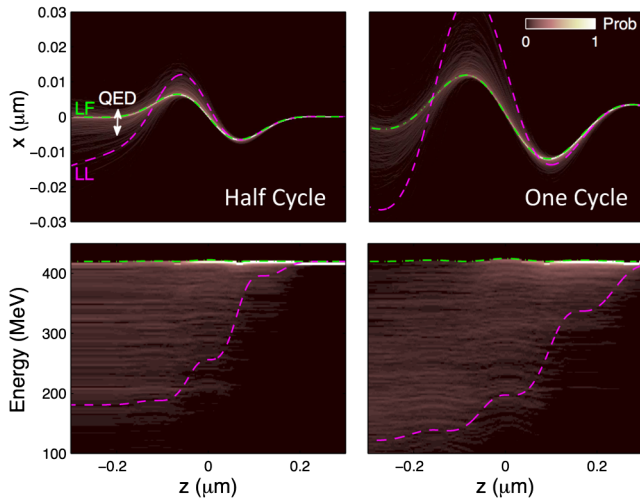 0.03
0.02
0.01
0
-0.01
-0.02
-0.03
x (μm)
QED
LF
LL
Half Cycle
Prob
0
1
One Cycle
400
300
200
100
Energy (MeV)
−0.2
0
0.2
z (μm)
−0.2
0
0.2
z (μm)